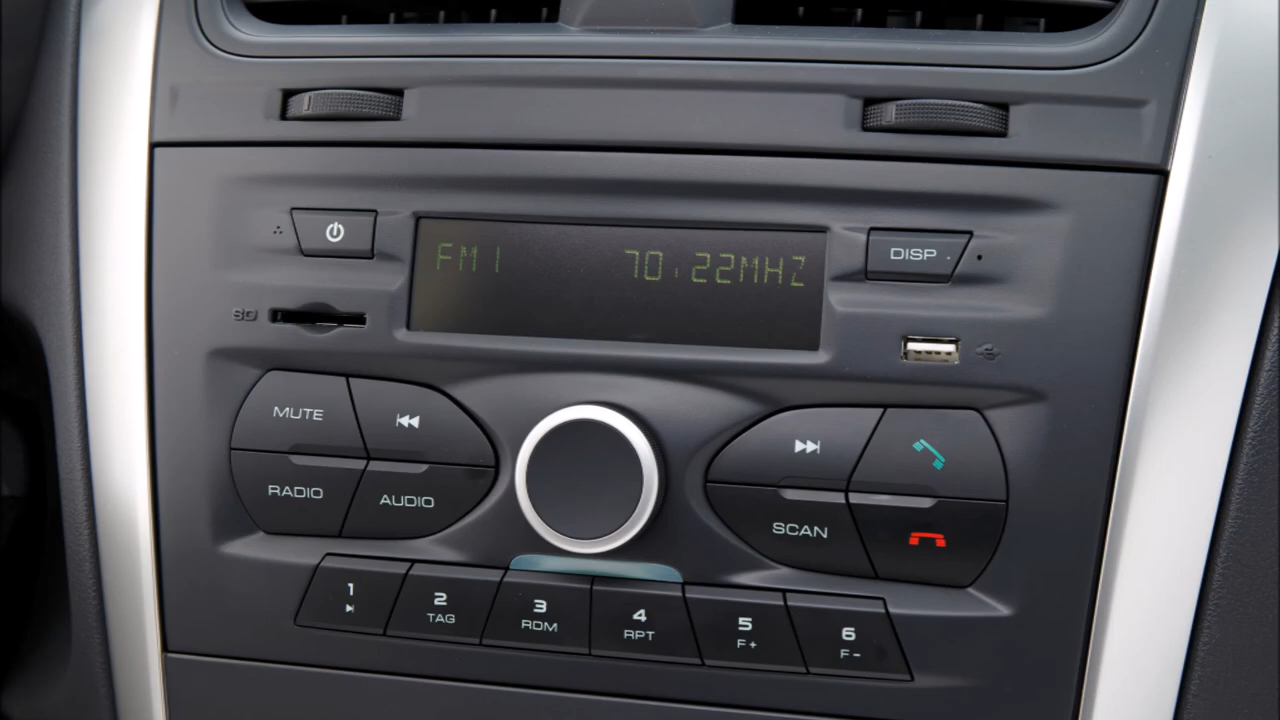 FM1 70.22MHZ
DISP
SD
MUTE
RADIO
AUDIO
SCAN
1
2
TAG
3
RDM
4
RPT
5
F+
6
F-